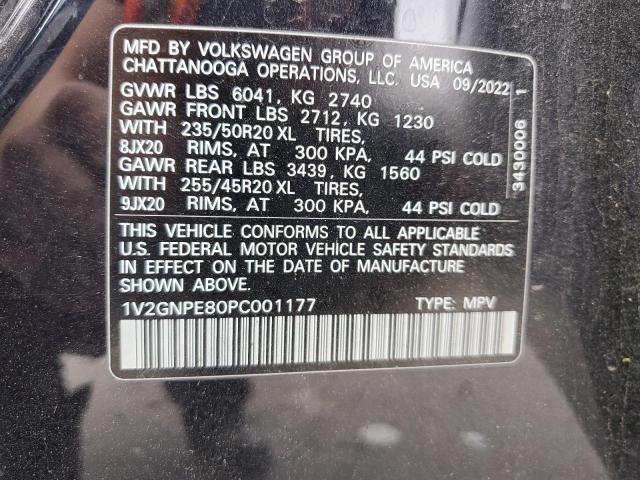 MFD BY VOLKSWAGEN GROUP OF AMERICA
CHATTANOOGA OPERATIONS, LLC. USA 09/2022
GVWR LBS 6041, KG 2740
GAWR FRONT LBS 2712, KG 1230
WITH 235/50R20 XL TIRES,
8JX20 RIMS, AT 300 KPA, 44 PSI COLD
GAWR REAR LBS 3439, KG 1560
WITH 255/45R20 XL TIRES,
9JX20 RIMS, AT 300 KPA, 44 PSI COLD
THIS VEHICLE CONFORMS TO ALL APPLICABLE
U.S. FEDERAL MOTOR VEHICLE SAFETY STANDARDS
IN EFFECT ON THE DATE OF MANUFACTURE
SHOWN ABOVE.
1V2GNPE80PC001177 TYPE: MPV
3430006 1